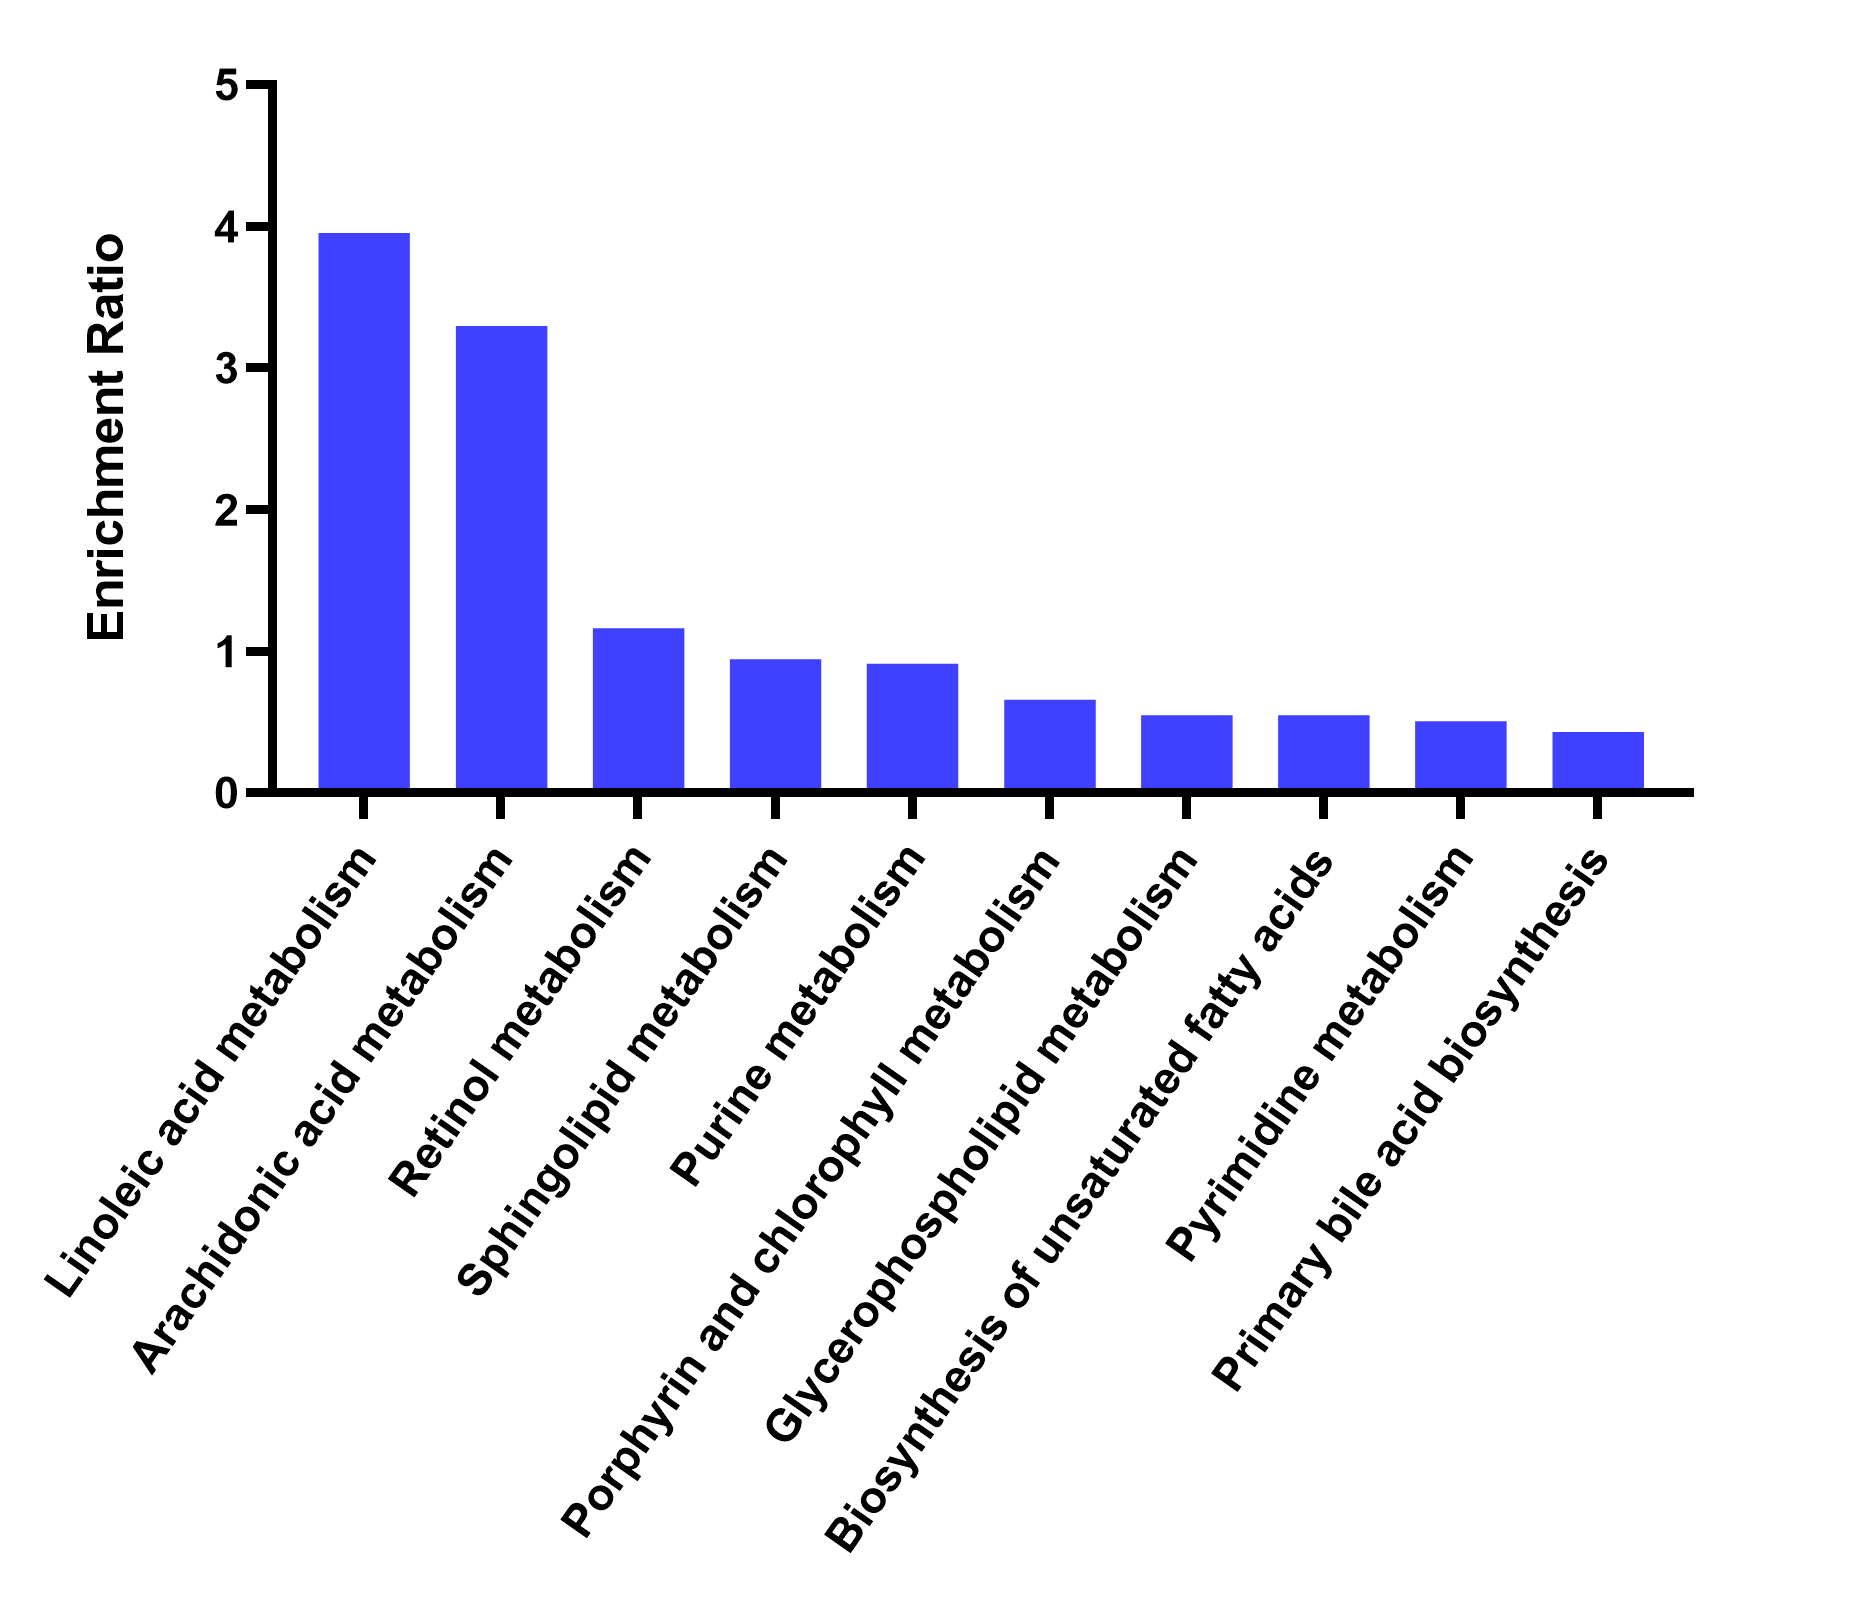 Enrichment Ratio
5
4
3
2
1
0
Linoleic acid metabolism
Arachidonic acid metabolism
Retinol metabolism
Sphingolipid metabolism
Purine metabolism
Porphyrin and chlorophyll metabolism
Glycerophospholipid metabolism
Biosynthesis of unsaturated fatty acids
Pyrimidine metabolism
Primary bile acid biosynthesis